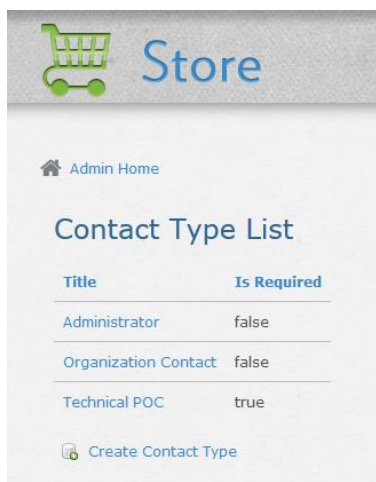 Store
Admin Home
Contact Type List
Title Is Required
Administrator false
Organization Contact false
Technical POC true
Create Contact Type